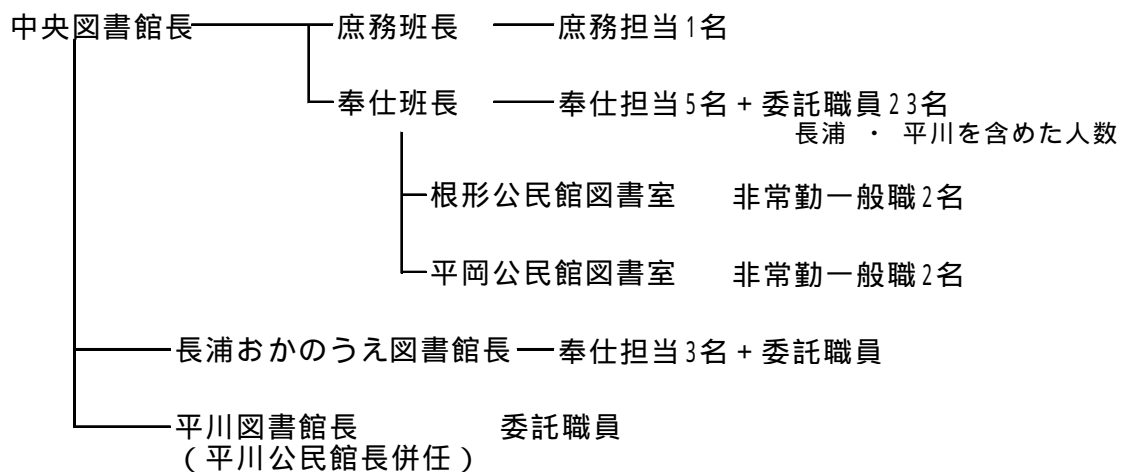 中央図書館長 庶務班長 庶務担当1名
奉仕班長 奉仕担当5名+委託職員23名
長浦 ・ 平川を含めた人数
根形公民館図書室 非常勤一般職2名
平岡公民館図書室 非常勤一般職2名
長浦おかのうえ図書館長 奉仕担当3名+委託職員
平川図書館長 委託職員
(平川公民館長併任)